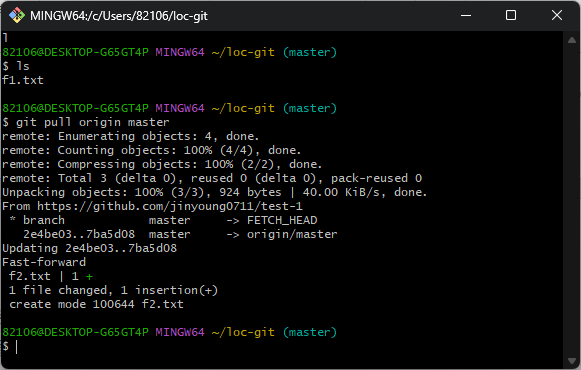 MINGW64:/c/Users/82106/loc-git
l
82106@DESKTOP-G65GT4P MINGW64 ~/loc-git (master)
$ ls
f1.txt
82106@DESKTOP-G65GT4P MINGW64 ~/loc-git (master)
$ git pull origin master
remote: Enumerating objects: 4, done.
remote: Counting objects: 100% (4/4), done.
remote: Compressing objects: 100% (2/2), done.
remote: Total 3 (delta 0), reused 0 (delta 0), pack-reused 0
Unpacking objects: 100% (3/3), 924 bytes | 40.00 KiB/s, done.
From https://github.com/jinyoung0711/test-1
 * branch            master     -> FETCH_HEAD
   2e4be03..7ba5d08  master     -> origin/master
Updating 2e4be03..7ba5d08
Fast-forward
 f2.txt | 1 +
 1 file changed, 1 insertion(+)
 create mode 100644 f2.txt
82106@DESKTOP-G65GT4P MINGW64 ~/loc-git (master)
$